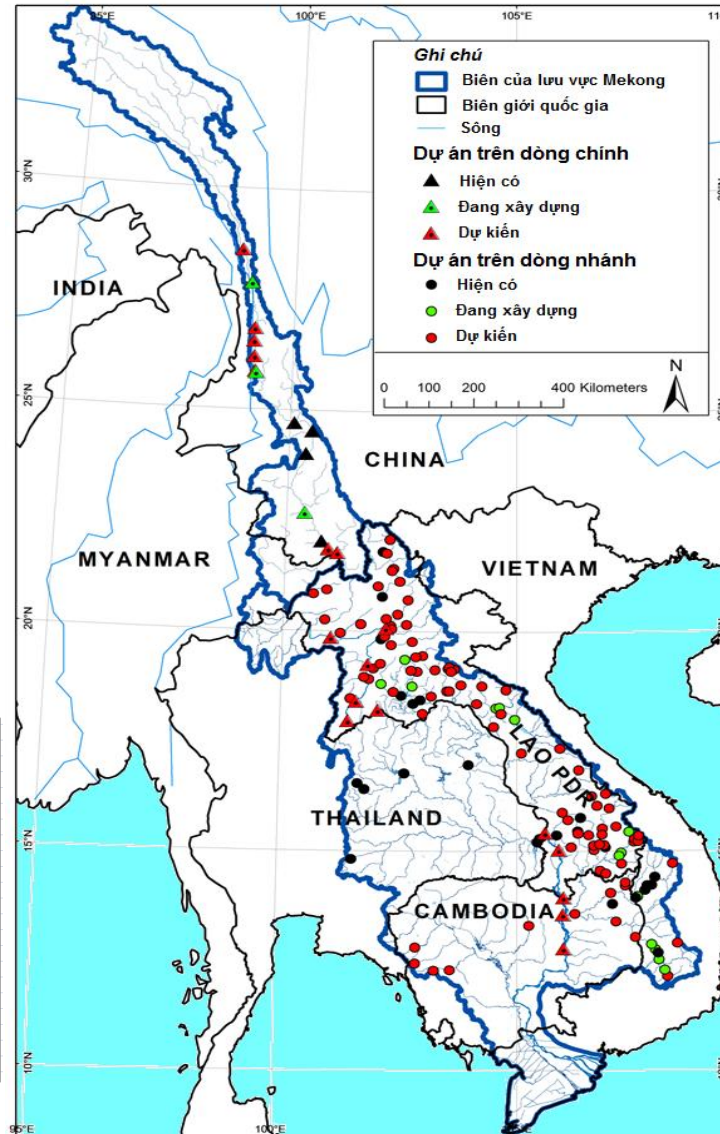 95°E 100°E 105°E 11
Ghi chú
Biên của lưu vực Mekong
Biên giới quốc gia
Sông
Dự án trên dòng chính
Hiện có
Đang xây dựng
Dự kiến
Dự án trên dòng nhánh
Hiện có
Đang xây dựng
Dự kiến
N
0 50 100 200 400 Kilometers
30°N
INDIA
25°N
CHINA
MYANMAR
VIETNAM
20°N
LAO PDR
THAILAND
15°N
CAMBODIA
10°N
95°E 100°E